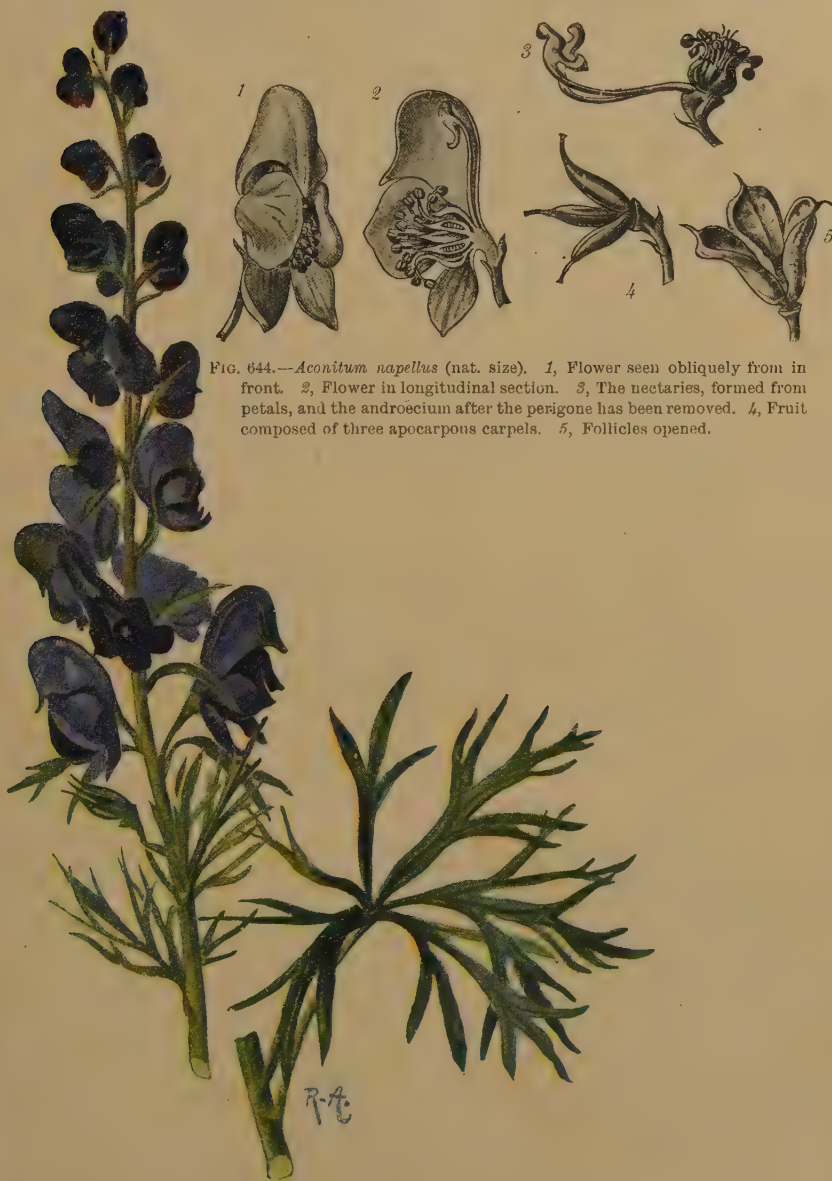 1
2
3
4
5
FIG. 644.—Aconitum napellus (nat. size). 1, Flower seen obliquely from in
front. 2, Flower in longitudinal section. 3, The nectaries, formed from
petals, and the androecium after the perigone has been removed. 4, Fruit
composed of three apocarpous carpels. 5, Follicles opened.
R.A.